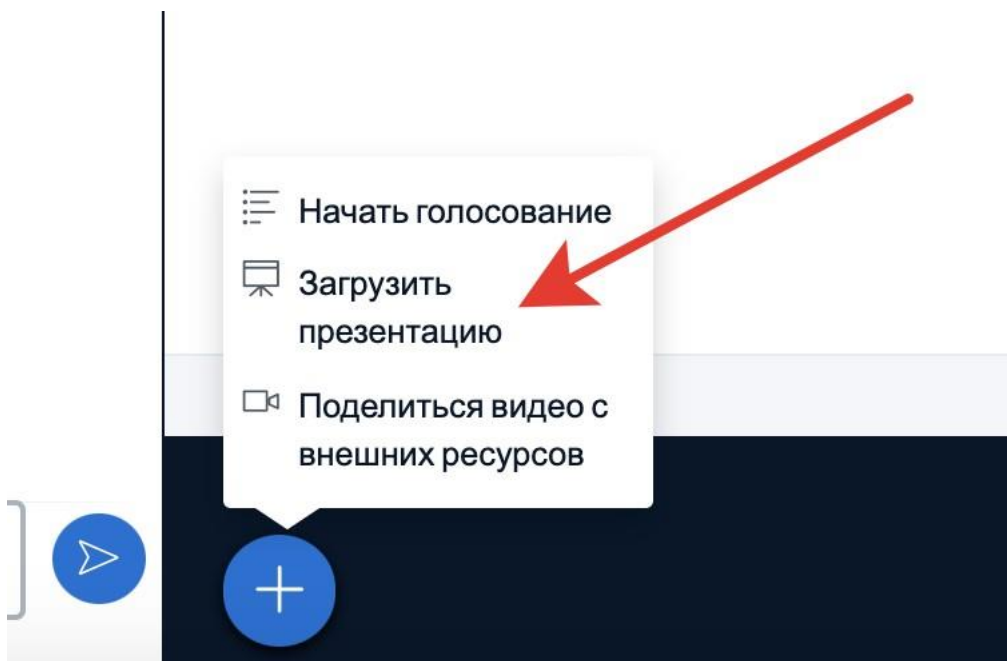 Начать голосование
Загрузить
презентацию
Поделиться видео с
внешних ресурсов